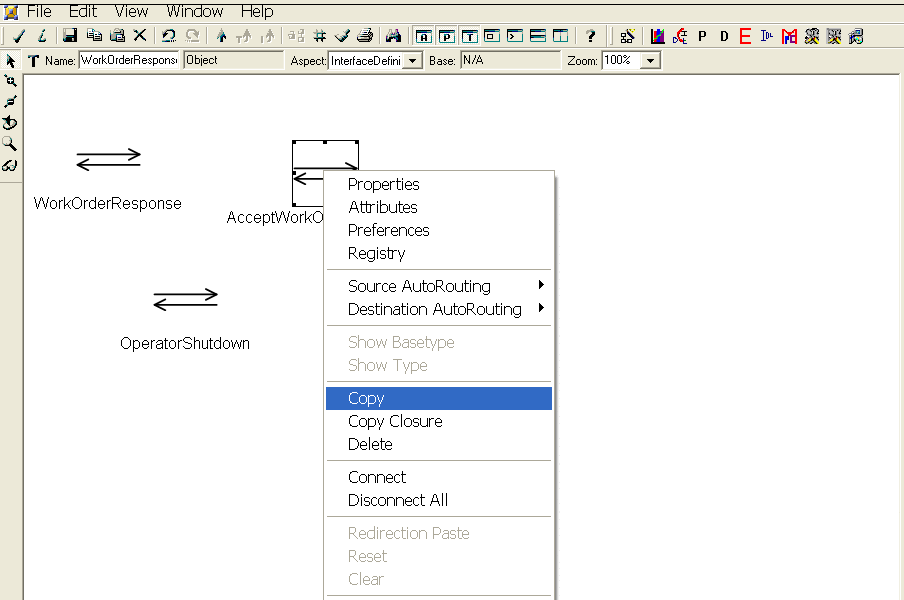 File Edit View Window Help
? P D E IDL
T Name: WorkOrderRespons Object Aspect: InterfaceDefini Base: N/A Zoom: 100%
WorkOrderResponse
AcceptWorkO
OperatorShutdown
Properties
Attributes
Preferences
Registry
Source AutoRouting
Destination AutoRouting
Show Basetype
Show Type
Copy
Copy Closure
Delete
Connect
Disconnect All
Redirection Paste
Reset
Clear